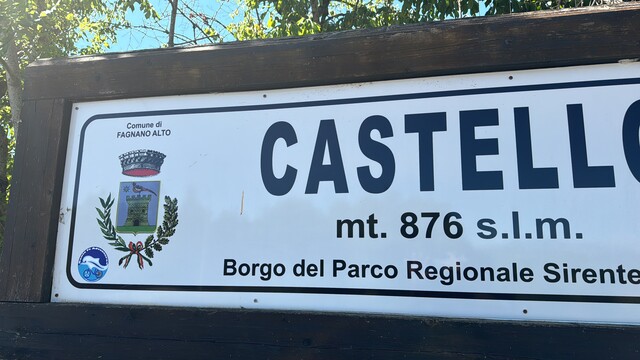 Comune di
FAGNANO ALTO
CASTELLO
mt. 876 s.l.m.
Borgo del Parco Regionale Sirente